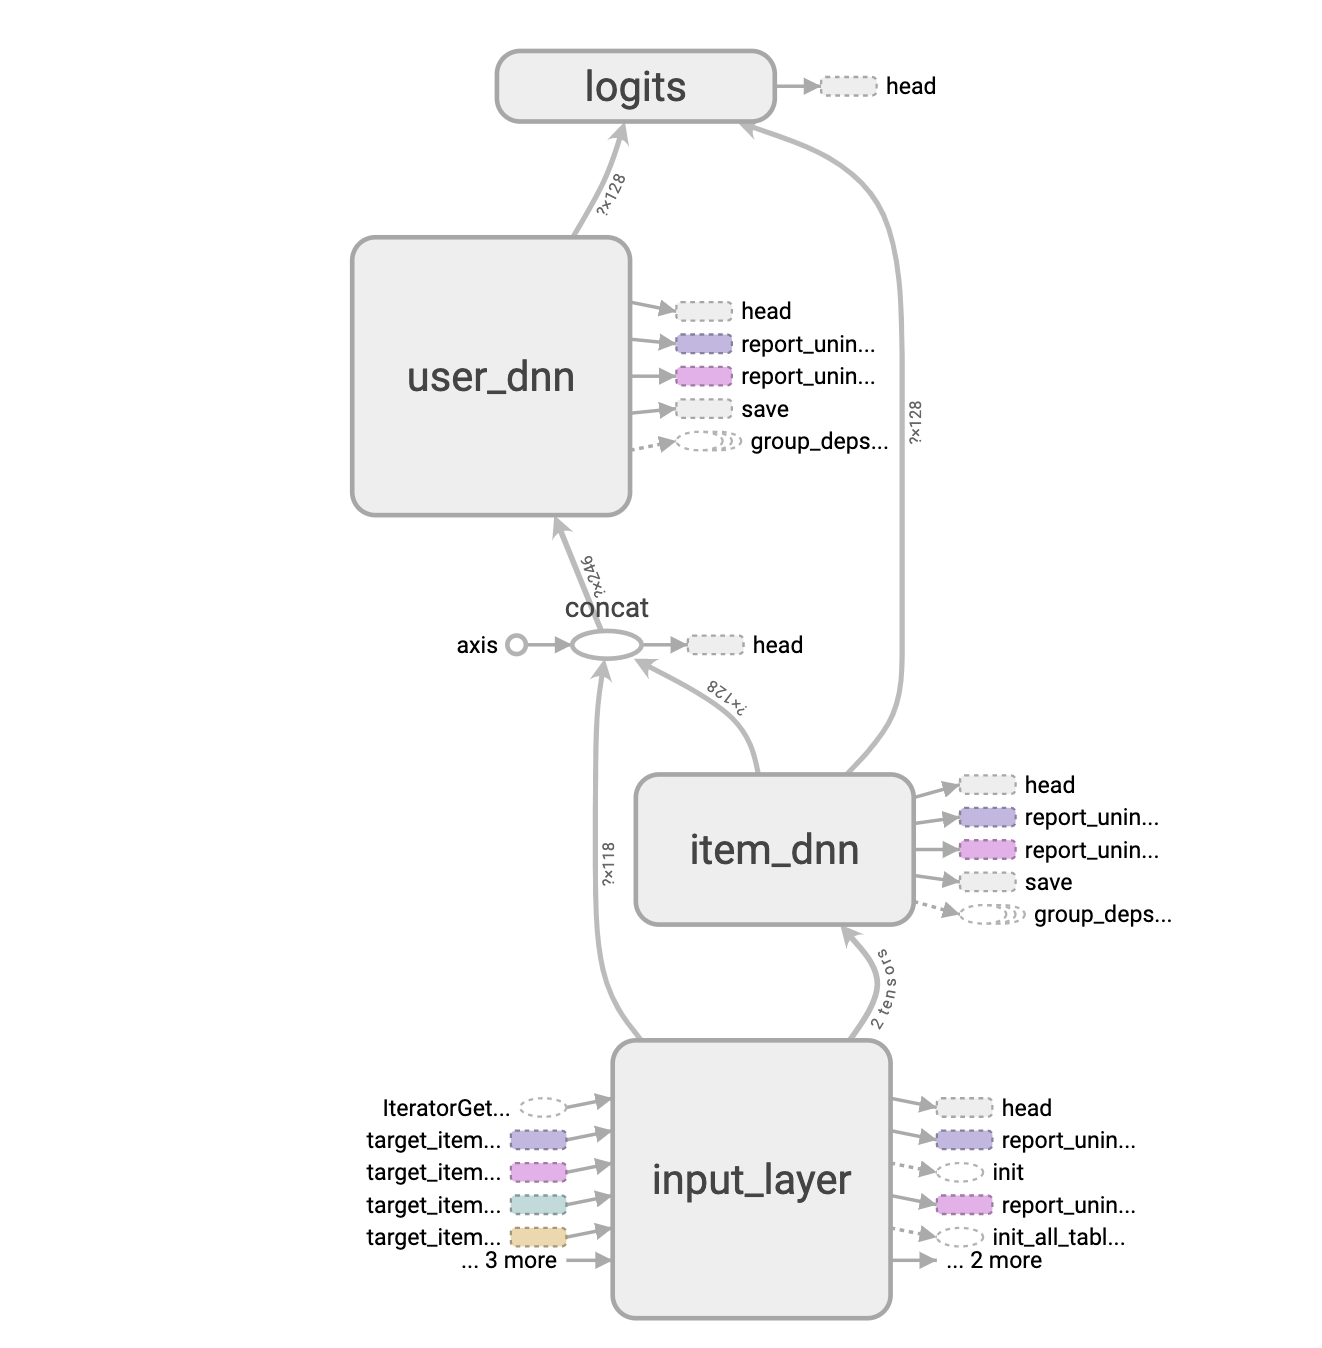 logits
head
?×128
user_dnn
head
report_unin...
report_unin...
save
group_deps...
?×128
?×246
concat
axis
head
?×128
?×118
item_dnn
head
report_unin...
report_unin...
save
group_deps...
2 tensors
input_layer
IteratorGet...
target_item...
target_item...
target_item...
target_item...
... 3 more
head
report_unin...
init
report_unin...
init_all_tabl...
... 2 more